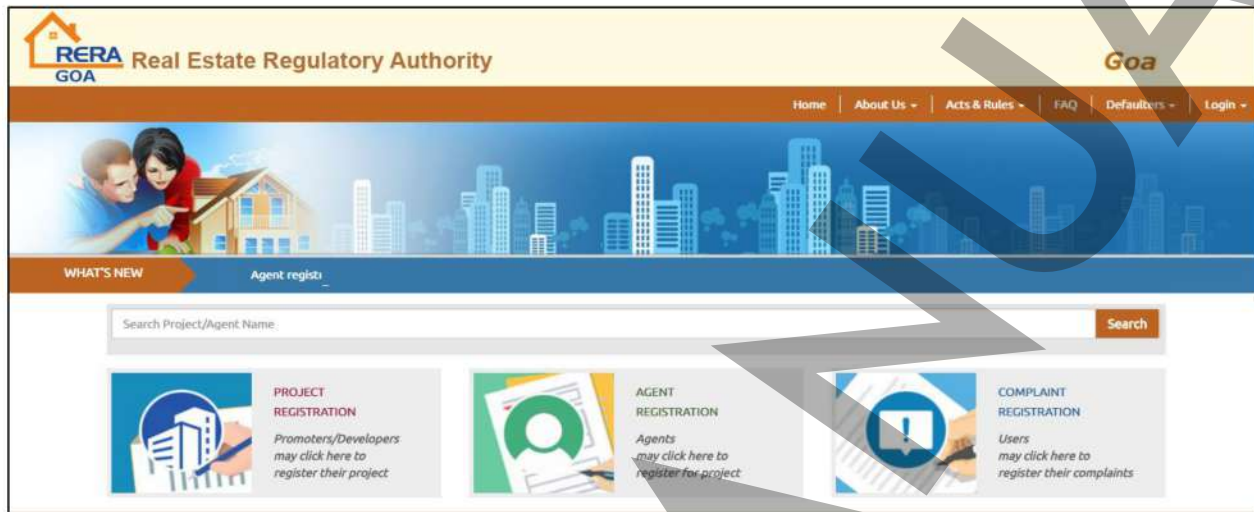 RERA
GOA
Real Estate Regulatory Authority
Goa
Home About Us Acts & Rules FAQ Defaulters Login
WHAT'S NEW
Agent regist
Search Project/Agent Name
Search
PROJECT
REGISTRATION
Promoters/Developers
may click here to
register their project
AGENT
REGISTRATION
Agents
may click here to
register for project
COMPLAINT
REGISTRATION
Users
may click here to
register their complaints